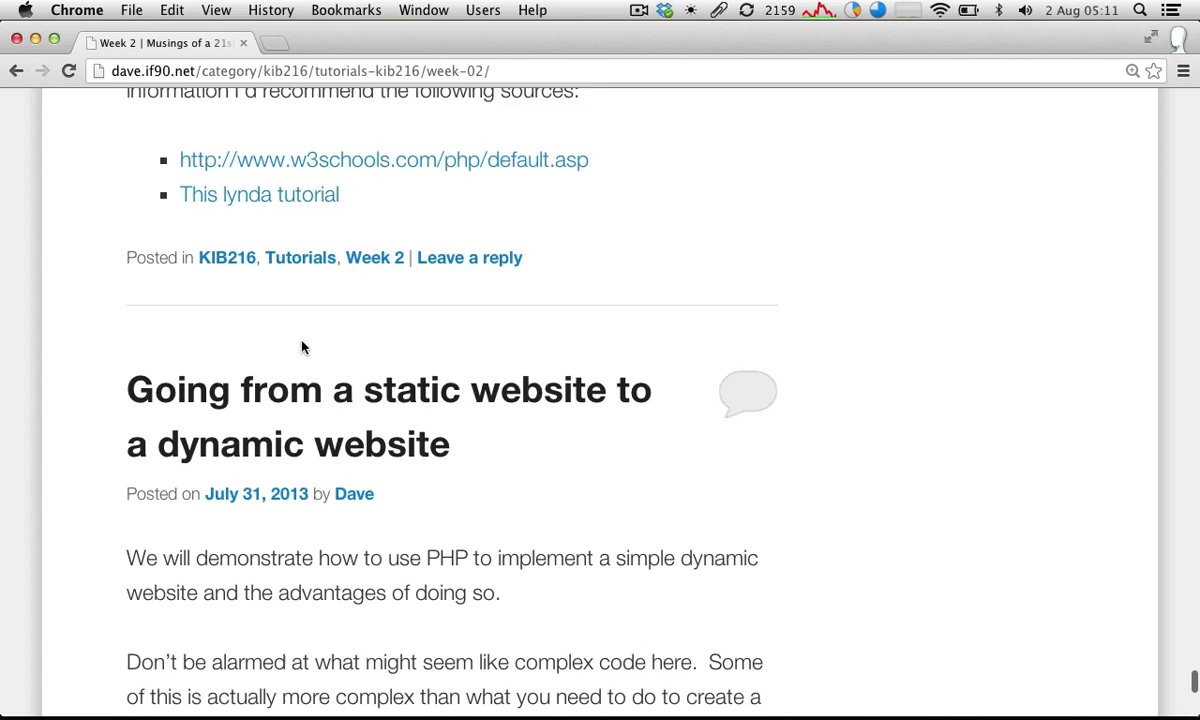 Chrome File Edit View History Bookmarks Window Users Help 2159 2 Aug 05:11
Week 2 | Musings of a 21s
dave.if90.net/category/kib216/tutorials-kib216/week-02/
information I'd recommend the following sources:
http://www.w3schools.com/php/default.asp
This lynda tutorial
Posted in KIB216, Tutorials, Week 2 | Leave a reply
Going from a static website to
a dynamic website
Posted on July 31, 2013 by Dave
We will demonstrate how to use PHP to implement a simple dynamic
website and the advantages of doing so.
Don't be alarmed at what might seem like complex code here. Some
of this is actually more complex than what you need to do to create a